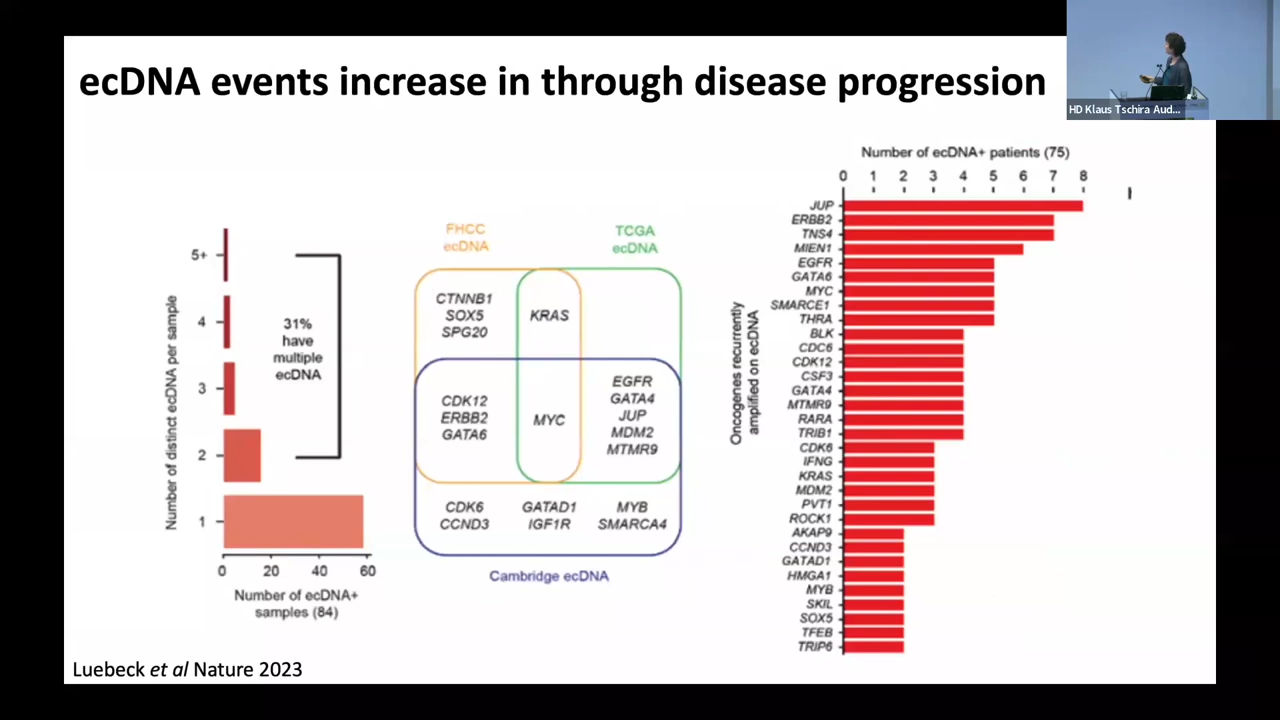 ecDNA events increase in through disease progression
HD Klaus Tschira Aud...
Number of distinct ecDNA per sample
5+
4
3
2
1
31%
have
multiple
ecDNA
0 20 40 60
Number of ecDNA+
samples (84)
FHCC
ecDNA
TCGA
ecDNA
CTNNB1
SOX5
SPG20
KRAS
CDK12
ERBB2
GATA6
MYC
EGFR
GATA4
JUP
MDM2
MTMR9
CDK6
CCND3
GATAD1
IGF1R
MYB
SMARCA4
Cambridge ecDNA
Number of ecDNA+ patients (75)
0 1 2 3 4 5 6 7 8
Oncogenes recurrently
amplified on ecDNA
JUP
ERBB2
TNS4
MIEN1
EGFR
GATA6
MYC
SMARCE1
THRA
BLK
CDC6
CDK12
CSF3
GATA4
MTMR9
RARA
TRIB1
CDK6
IFNG
KRAS
MDM2
PVT1
ROCK1
AKAP9
CCND3
GATAD1
HMGA1
MYB
SKIL
SOX5
TFEB
TRIP6
Luebeck et al Nature 2023